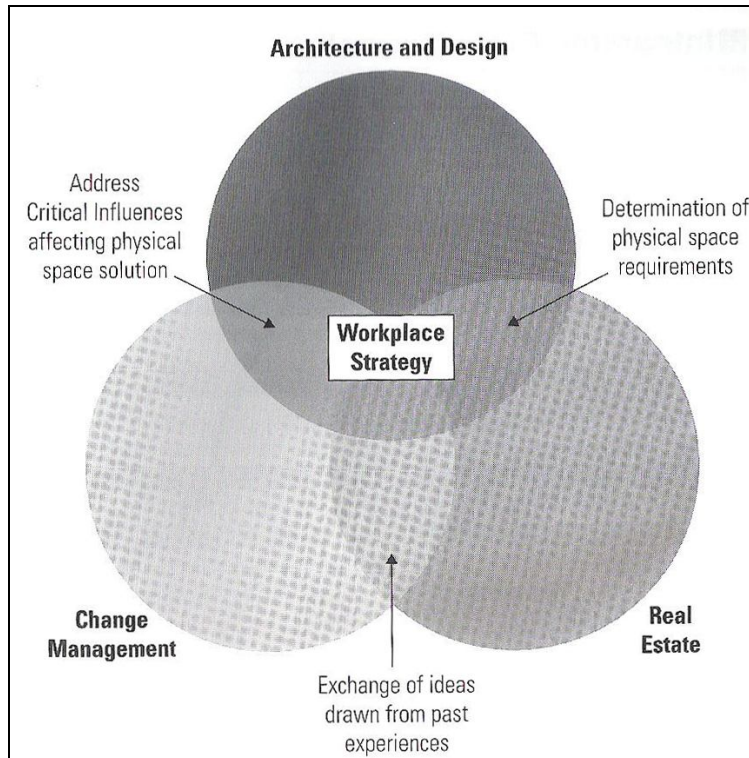 Architecture and Design
Address
Critical Influences
affecting physical
space solution
Determination of
physical space
requirements
Workplace
Strategy
Change
Management
Real
Estate
Exchange of ideas
drawn from past
experiences